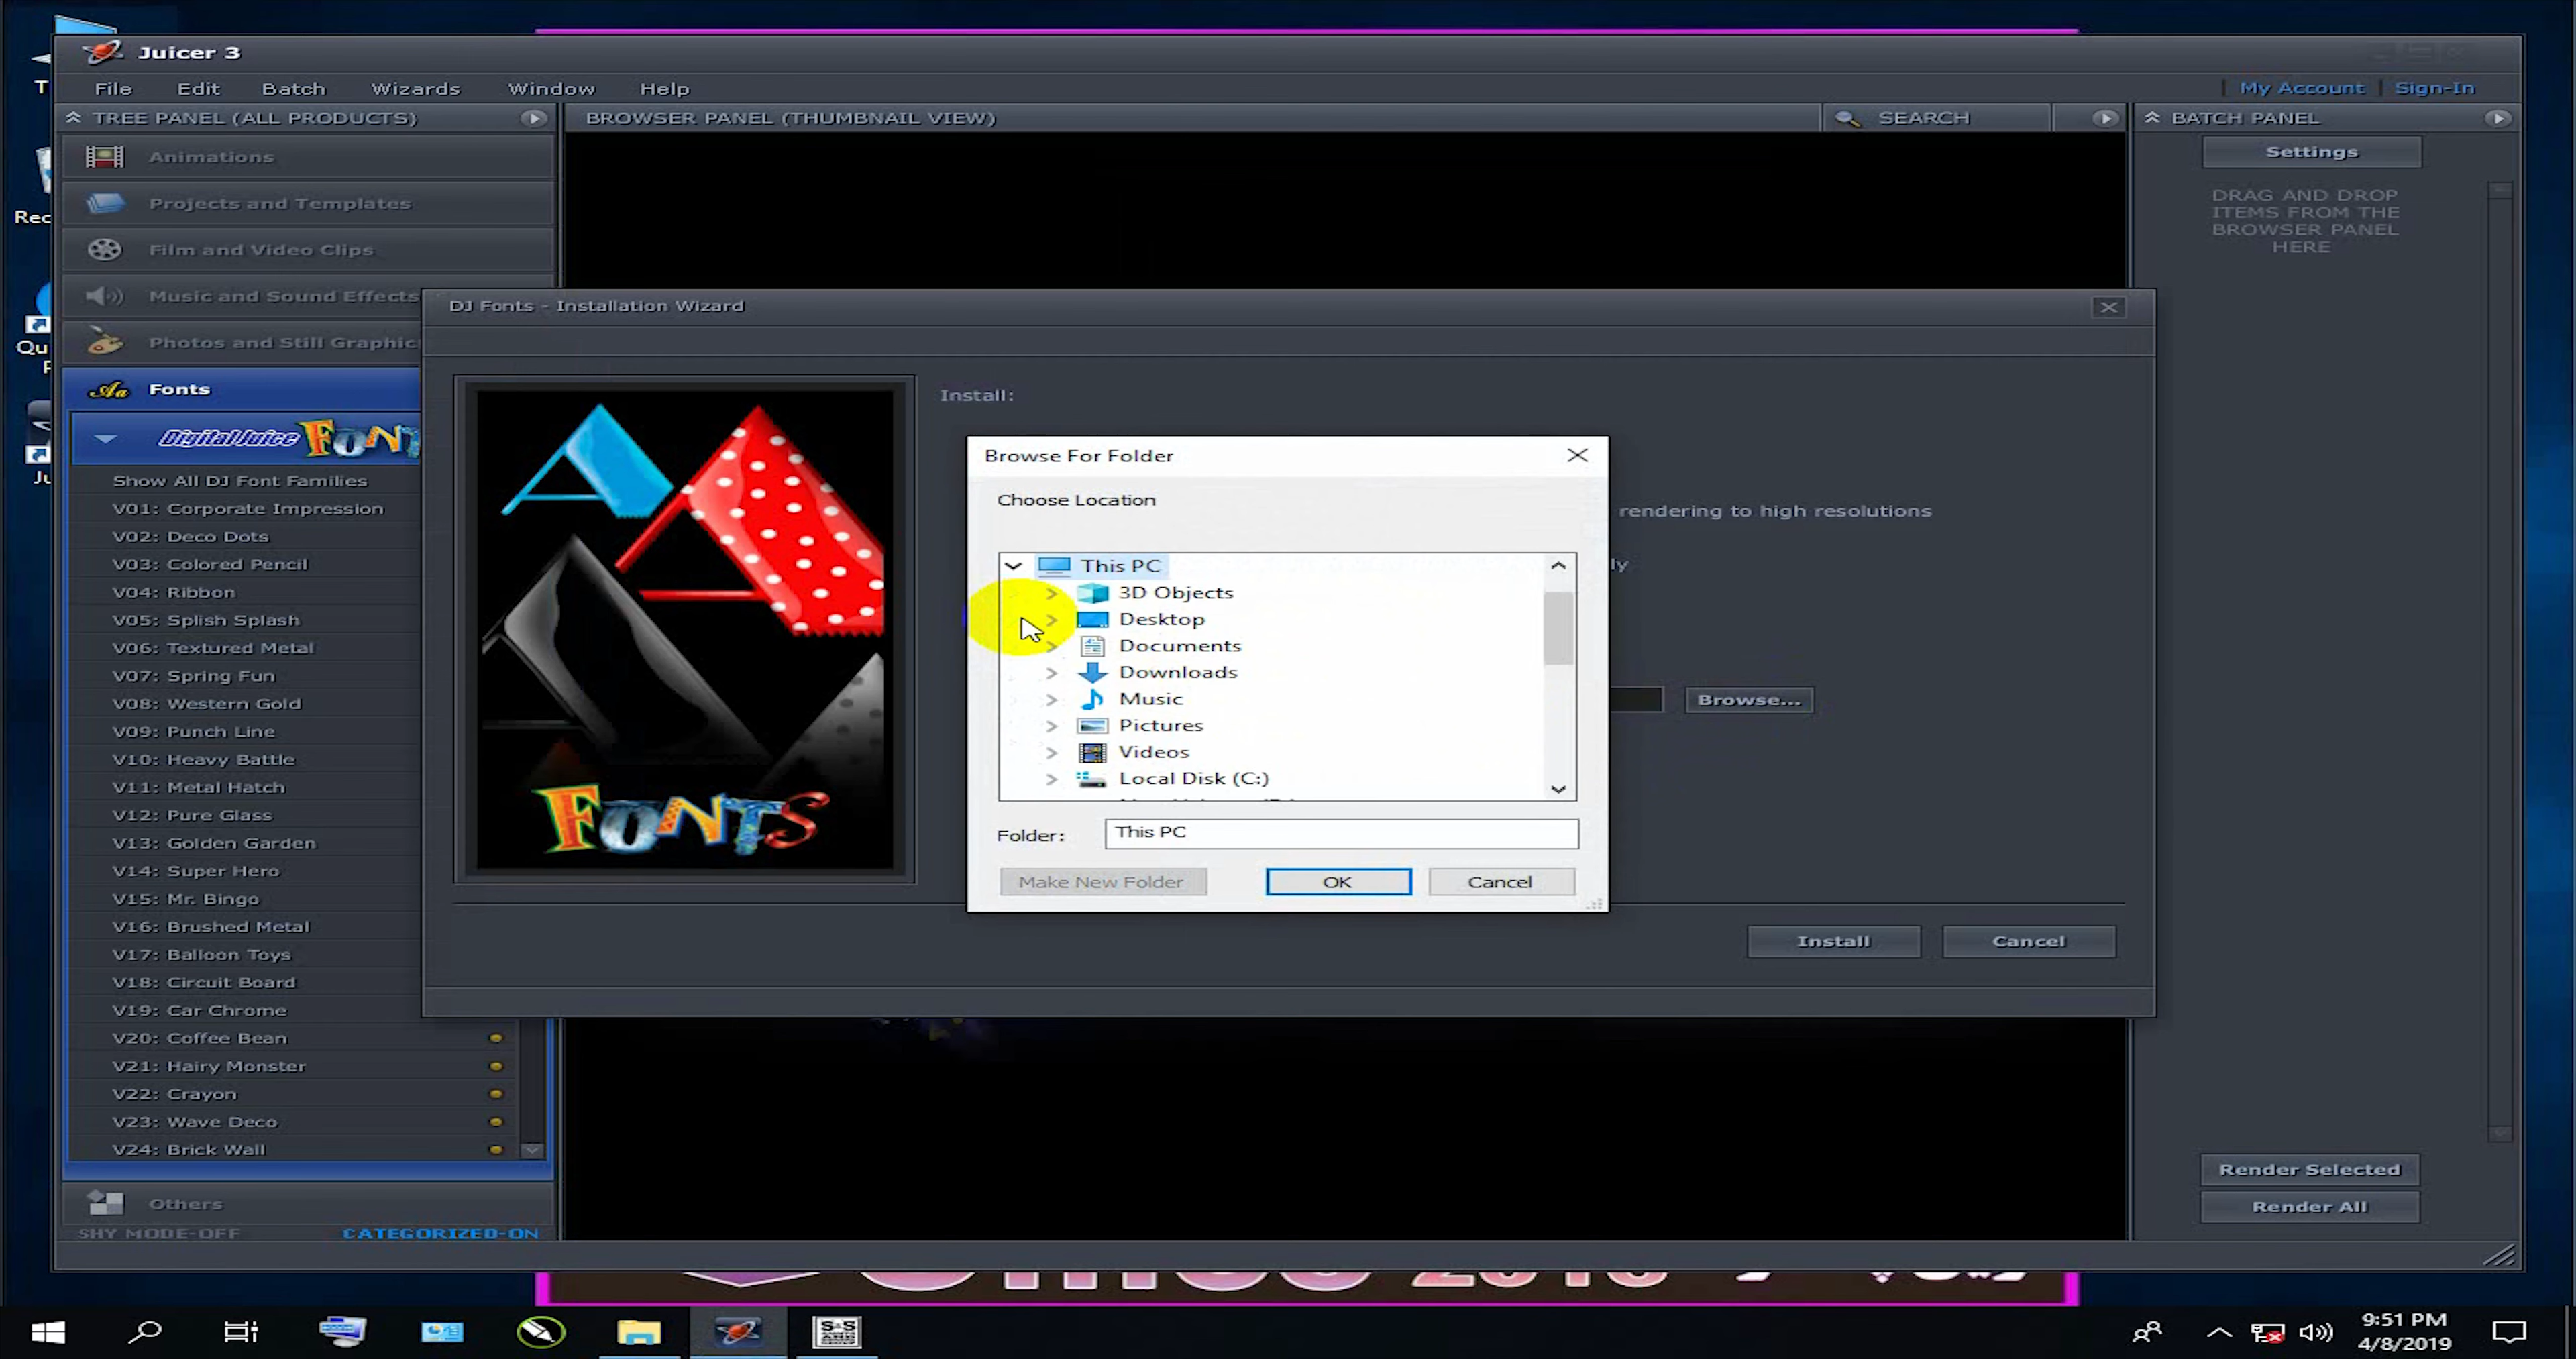 Juicer 3
File Edit Batch Wizards Window Help
My Account Sign-In
TREE PANEL (ALL PRODUCTS)
BROWSER PANEL (THUMBNAIL VIEW)
SEARCH
BATCH PANEL
Settings
DRAG AND DROP
ITEMS FROM THE
BROWSER PANEL
HERE
Animations
Projects and Templates
Film and Video Clips
Music and Sound Effects
Photos and Still Graphic
Fonts
DigitalJuice FONT
Show All DJ Font Families
V01: Corporate Impression
V02: Deco Dots
V03: Colored Pencil
V04: Ribbon
V05: Splish Splash
V06: Textured Metal
V07: Spring Fun
V08: Western Gold
V09: Punch Line
V10: Heavy Battle
V11: Metal Hatch
V12: Pure Glass
V13: Golden Garden
V14: Super Hero
V15: Mr. Bingo
V16: Brushed Metal
V17: Balloon Toys
V18: Circuit Board
V19: Car Chrome
V20: Coffee Bean
V21: Hairy Monster
V22: Crayon
V23: Wave Deco
V24: Brick Wall
Others
SHY MODE-OFF CATEGORIZED-ON
DJ Fonts - Installation Wizard
FONTS
Install:
rendering to high resolutions
ly
Browse...
Install
Cancel
Browse For Folder
Choose Location
This PC
3D Objects
Desktop
Documents
Downloads
Music
Pictures
Videos
Local Disk (C:)
Folder: This PC
Make New Folder
OK
Cancel
Render Selected
Render All
Rec
Qu
Ju
9:51 PM
4/8/2019